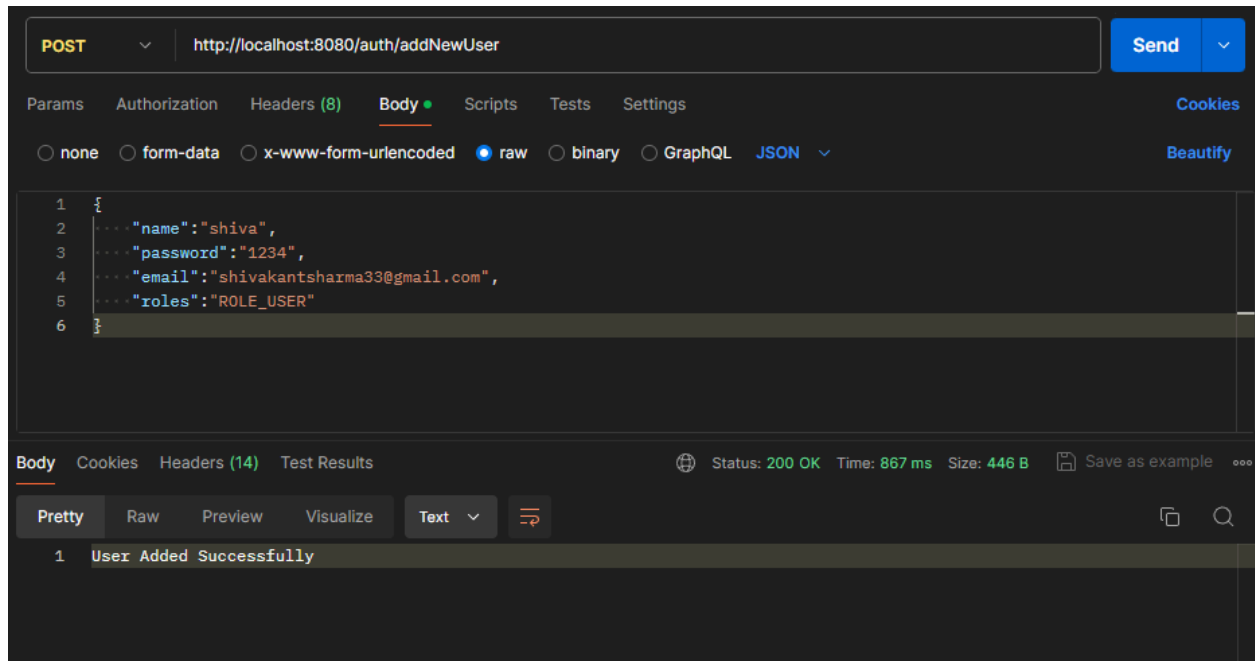 POST http://localhost:8080/auth/addNewUser Send
Params Authorization Headers (8) Body Scripts Tests Settings Cookies
none form-data x-www-form-urlencoded raw binary GraphQL JSON Beautify
1 {
2 "name":"shiva",
3 "password":"1234",
4 "email":"shivakantsharma33@gmail.com",
5 "roles":"ROLE_USER"
6 }
Body Cookies Headers (14) Test Results Status: 200 OK Time: 867 ms Size: 446 B Save as example
Pretty Raw Preview Visualize Text
1 User Added Successfully